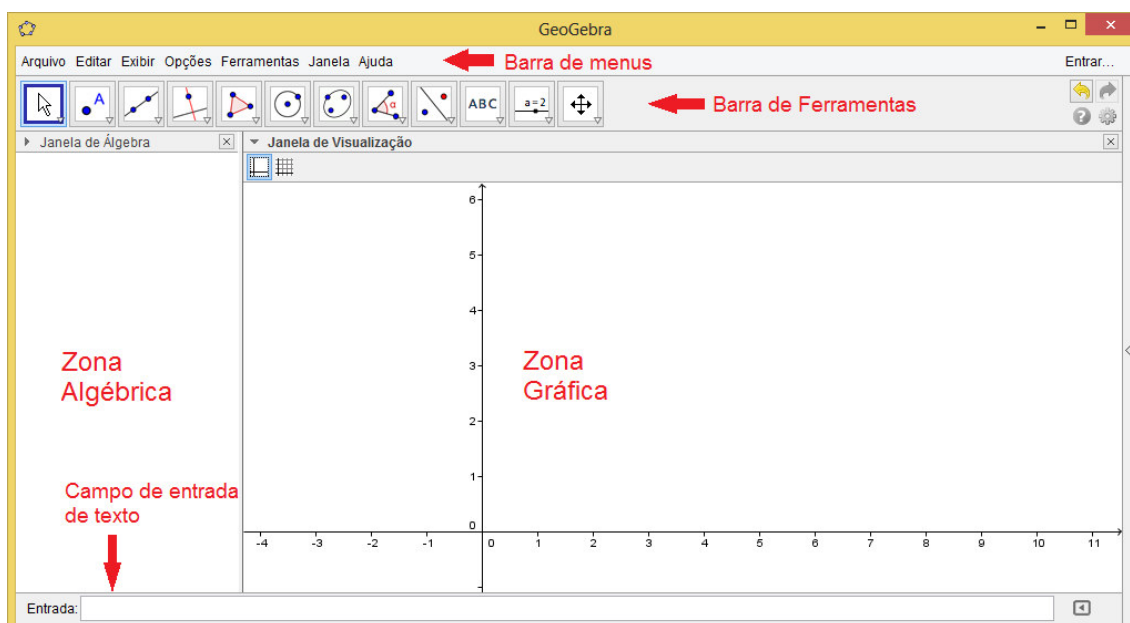 GeoGebra
Arquivo Editar Exibir Opções Ferramentas Janela Ajuda
Barra de menus
Entrar...
A
α
ABC
a=2
Barra de Ferramentas
Janela de Álgebra
Janela de Visualização
6
5
4
3
2
1
0
-4 -3 -2 -1 0 1 2 3 4 5 6 7 8 9 10 11
Zona
Algébrica
Zona
Gráfica
Campo de entrada
de texto
Entrada: